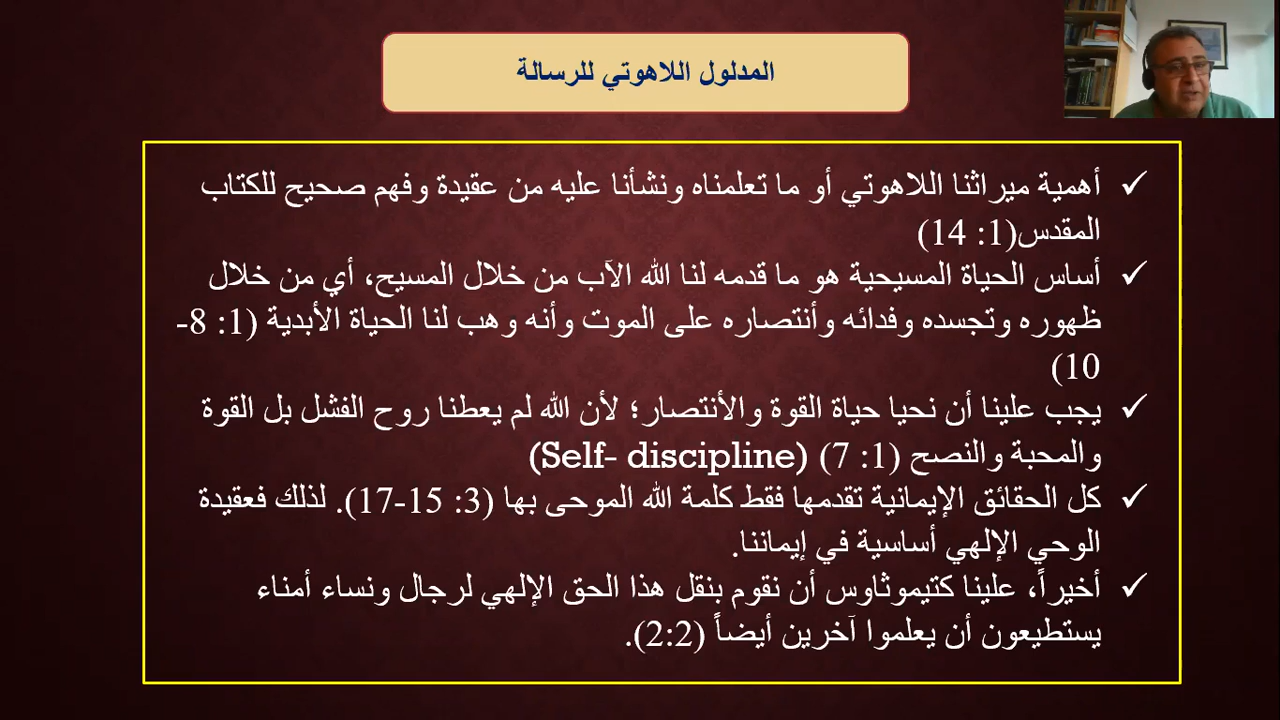 المدلول اللاهوتي للرسالة
✓ أهمية ميراثنا اللاهوتي أو ما تعلمناه ونشأنا عليه من عقيدة وفهم صحيح للكتاب
المقدس(1: 14)
✓ أساس الحياة المسيحية هو ما قدمه لنا الله الآب من خلال المسيح، أي من خلال
ظهوره وتجسده وفدائه وأنتصاره على الموت وأنه وهب لنا الحياة الأبدية (1: 8-
10)
✓ يجب علينا أن نحيا حياة القوة والأنتصار؛ لأن الله لم يعطنا روح الفشل بل القوة
والمحبة والنصح (1: 7) (Self- discipline)
✓ كل الحقائق الإيمانية تقدمها فقط كلمة الله الموحى بها (3: 15-17). لذلك فعقيدة
الوحي الإلهي أساسية في إيماننا.
✓ أخيراً، علينا كتيموثاوس أن نقوم بنقل هذا الحق الإلهي لرجال ونساء أمناء
يستطيعون أن يعلموا آخرين أيضاً (2:2).